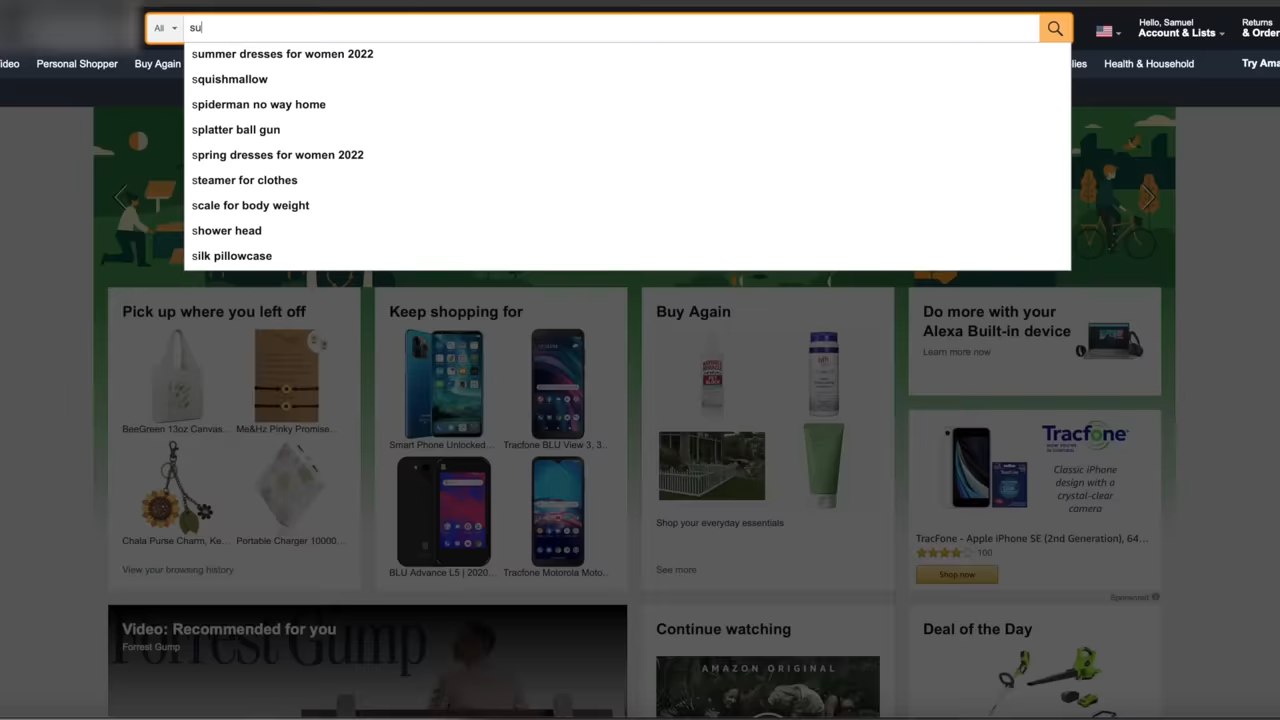 All
su
Hello, Samuel
Account & Lists
Returns
& Order
ideo
Personal Shopper
Buy Again
lies
Health & Household
Try Ama
summer dresses for women 2022
squishmallow
spiderman no way home
splatter ball gun
spring dresses for women 2022
steamer for clothes
scale for body weight
shower head
silk pillowcase
Pick up where you left off
BeeGreen 13oz Canvas...
Me&Hz Pinky Promise...
Chala Purse Charm, Ke...
Portable Charger 10000...
View your browsing history
Keep shopping for
Smart Phone Unlocked...
Tracfone BLU View 3, 3...
BLU Advance L5 | 2020...
Tracfone Motorola Moto...
Buy Again
Shop your everyday essentials
See more
Do more with your
Alexa Built-in device
Learn more now
Tracfone
Classic iPhone
design with a
crystal-clear
camera
TracFone - Apple iPhone SE (2nd Generation), 64...
100
Shop now
Sponsored
Video: Recommended for you
Forrest Gump
Forrest Gump
Continue watching
AMAZON ORIGINAL
Deal of the Day